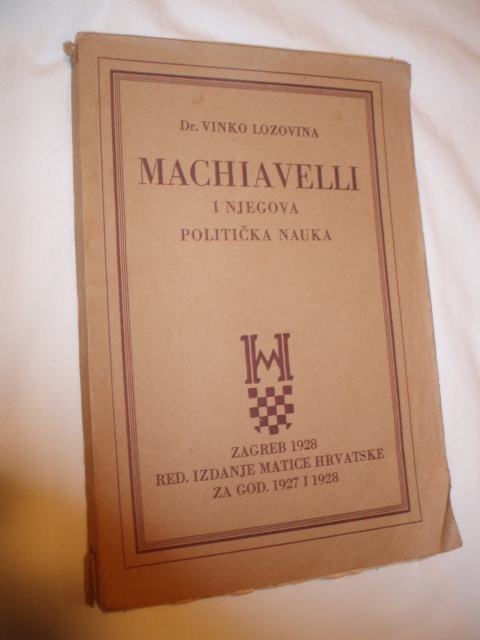 Dr. VINKO LOZOVINA
MACHIAVELLI
I NJEGOVA
POLITIČKA NAUKA
MH
ZAGREB 1928
RED. IZDANJE MATICE HRVATSKE
ZA GOD. 1927 I 1928